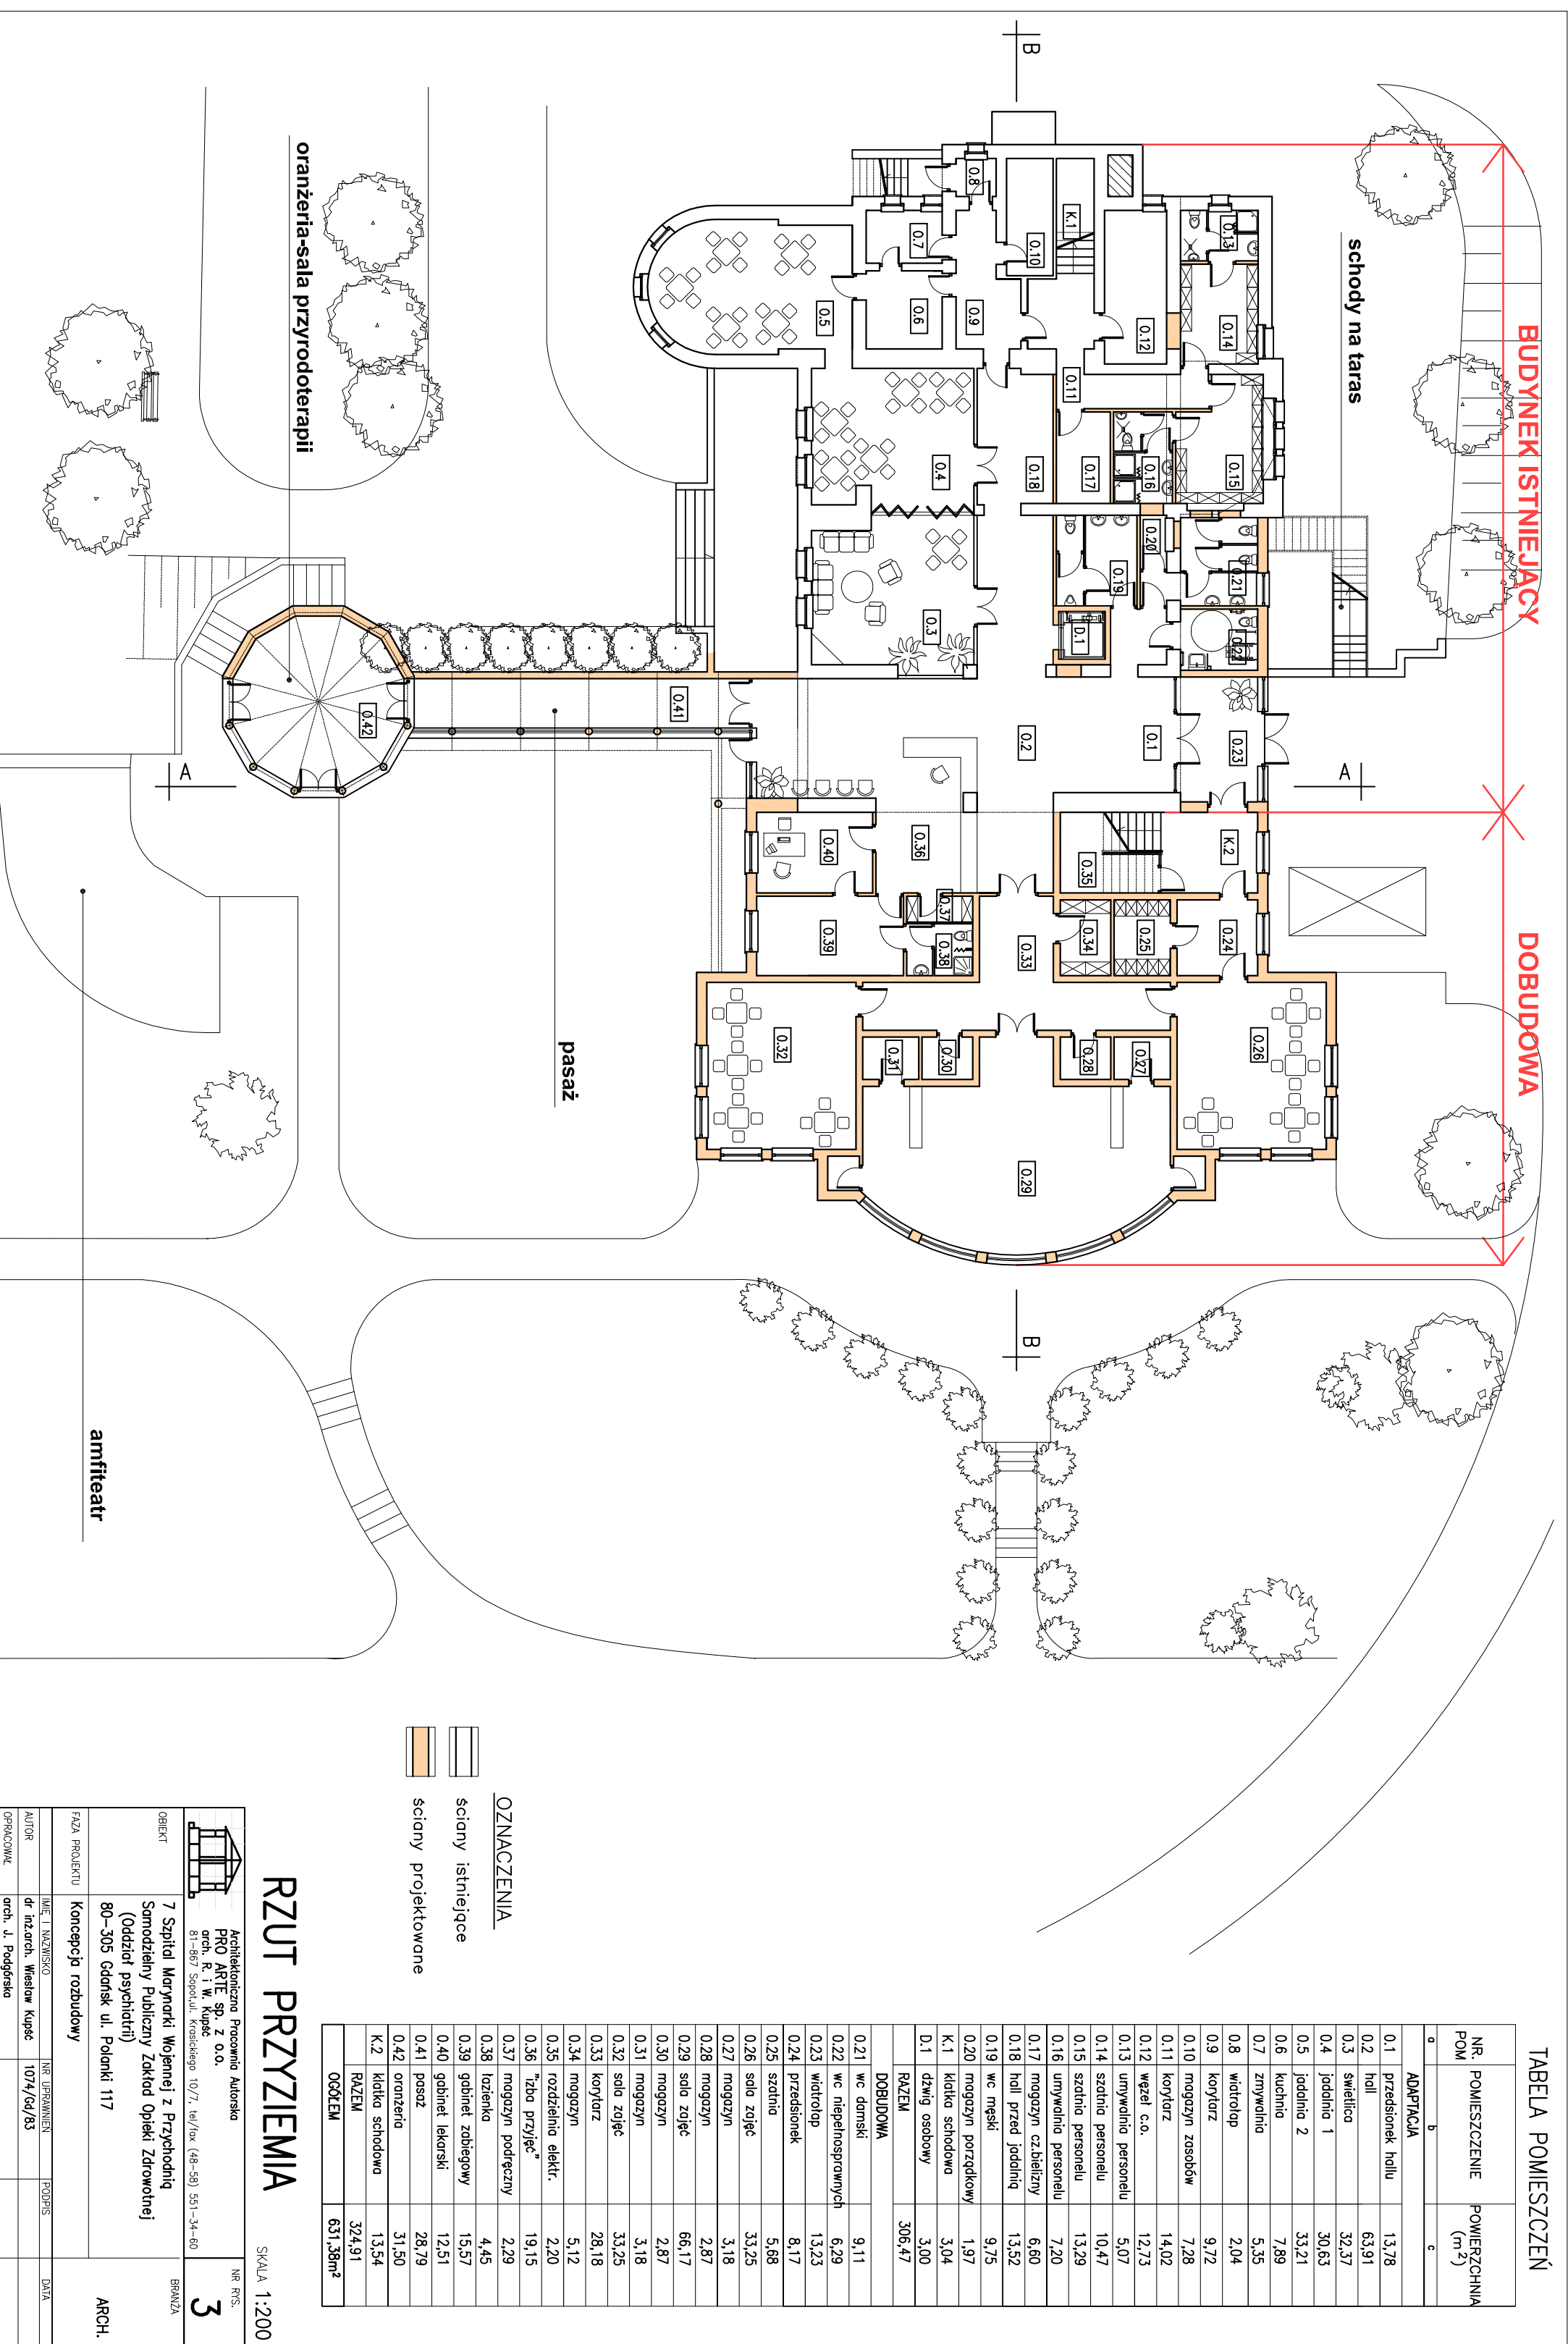 BUDYNEK ISTNIEJĄCY
DOBUDOWA
schody na taras
oranżeria-sala przyrodoterapii
pasaż
amfiteatr
B
B
A
A
0.1
0.2
0.3
0.4
0.5
0.6
0.7
0.8
0.9
0.10
K.1
0.11
0.12
0.13
0.14
0.15
0.16
0.17
0.18
0.19
0.20
0.21
0.22
D.1
0.23
K.2
0.24
0.25
0.26
0.27
0.28
0.29
0.30
0.31
0.32
0.33
0.34
0.35
0.36
0.37
0.38
0.39
0.40
0.41
0.42
OZNACZENIA
ściany istniejące
ściany projektowane
TABELA POMIESZCZEŃ
NR. POM POMIESZCZENIE POWIERZCHNIA (m²)
a b c
ADAPTACJA
0.1 przedsionek hallu 13,78
0.2 hall 63,91
0.3 świetlica 32,37
0.4 jadalnia 1 30,63
0.5 jadalnia 2 33,21
0.6 kuchnia 7,89
0.7 zmywalnia 5,35
0.8 wiatrołap 2,04
0.9 korytarz 9,72
0.10 magazyn zasobów 7,28
0.11 korytarz 14,02
0.12 węzeł c.o. 12,73
0.13 umywalnia personelu 5,07
0.14 szatnia personelu 10,47
0.15 szatnia personelu 13,29
0.16 umywalnia personelu 7,20
0.17 magazyn cz.bielizny 6,60
0.18 hall przed jadalnią 13,52
0.19 wc męski 9,75
0.20 magazyn porządkowy 1,97
K.1 klatka schodowa 3,04
D.1 dźwig osobowy 3,00
RAZEM 306,47
DOBUDOWA
0.21 wc damski 9,11
0.22 wc niepełnosprawnych 6,29
0.23 wiatrołap 13,23
0.24 przedsionek 8,17
0.25 szatnia 5,68
0.26 sala zajęć 33,25
0.27 magazyn 3,18
0.28 magazyn 2,87
0.29 sala zajęć 66,17
0.30 magazyn 2,87
0.31 magazyn 3,18
0.32 sala zajęć 33,25
0.33 korytarz 28,18
0.34 magazyn 5,12
0.35 rozdzielnia elektr. 2,20
0.36 "izba przyjęć" 19,15
0.37 magazyn podręczny 2,29
0.38 łazienka 4,45
0.39 gabinet zabiegowy 15,57
0.40 gabinet lekarski 12,51
0.41 pasaż 28,79
0.42 oranżeria 31,50
K.2 klatka schodowa 13,54
RAZEM 324,91
OGÓŁEM 631,38m²
RZUT PRZYZIEMIA SKALA 1:200
Architektoniczna Pracownia Autorska
PRO ARTE sp. z o.o.
arch. R. i W. Kupść
81-867 Sopot,ul. Krasickiego 10/7, tel/fax (48-58) 551-34-60
NR RYS.
3
OBIEKT
7 Szpital Marynarki Wojennej z Przychodnią
Samodzielny Publiczny Zakład Opieki Zdrowotnej
(Oddział psychiatrii)
80-305 Gdańsk ul. Polanki 117
BRANŻA
ARCH.
FAZA PROJEKTU
Koncepcja rozbudowy
IMIĘ I NAZWISKO NR UPRAWNIEŃ PODPIS DATA
AUTOR dr inż.arch. Wiesław Kupść 1074/Gd/83
OPRACOWAŁ arch. J. Podgórska